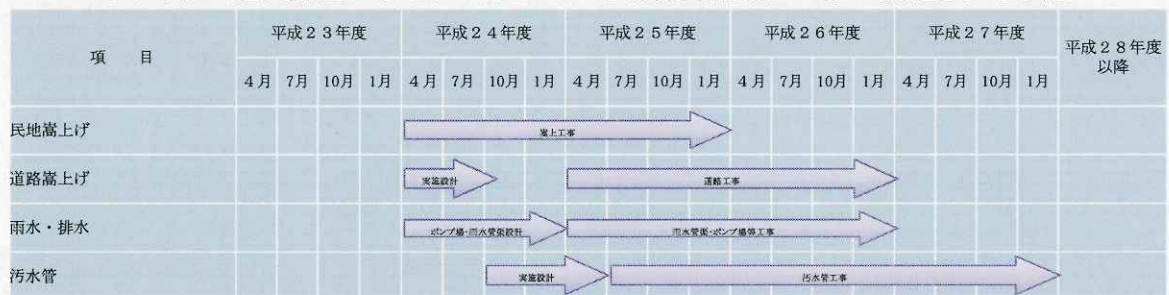 項　目
平成２３年度
平成２４年度
平成２５年度
平成２６年度
平成２７年度
平成２８年度
以降
４月 7月 10月 1月 ４月 7月 10月 1月 ４月 7月 10月 1月 ４月 7月 10月 1月 ４月 7月 10月 1月
民地嵩上げ
嵩上工事
道路嵩上げ
実施設計
道路工事
雨水・排水
ポンプ場・雨水管渠設計
雨水管渠・ポンプ場等工事
汚水管
実施設計
汚水管工事